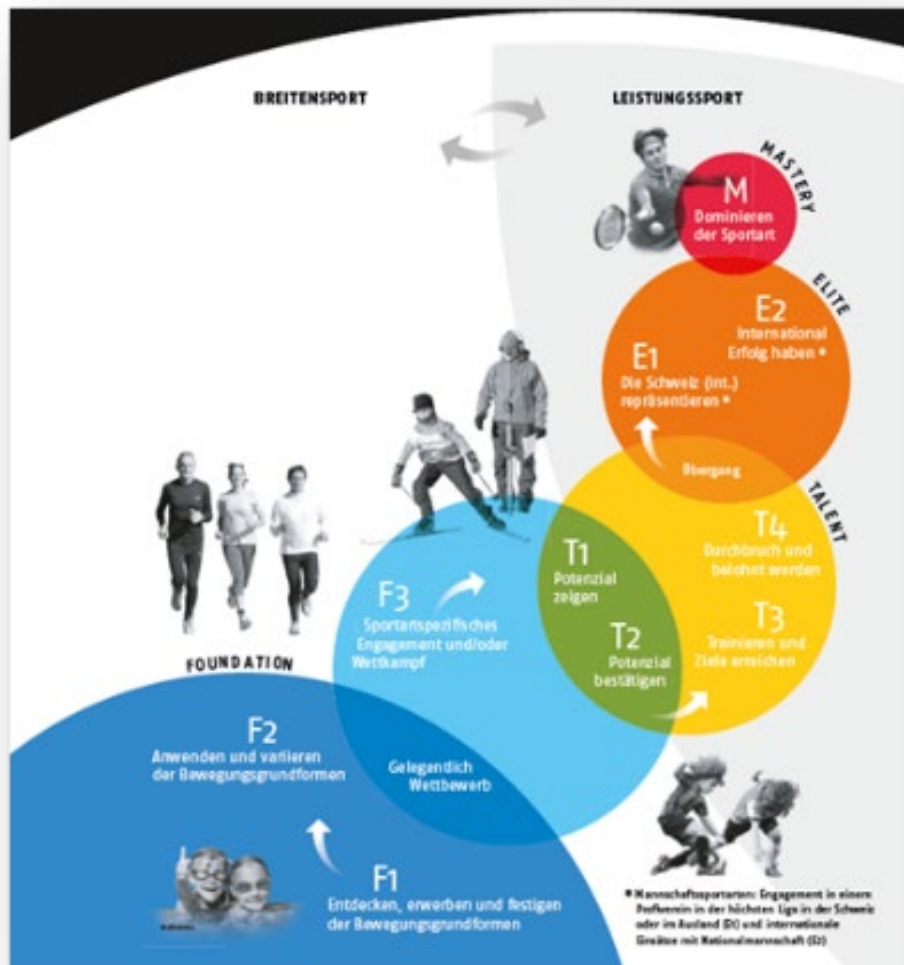 BREITENSPORT
LEISTUNGSSPORT
MASTERY
M
Dominieren
der Sportart
ELITE
E2
International
Erfolg haben *
E1
Die Schweiz (int.)
repräsentieren *
Übergang
TALENT
T4
Durchbruch und
belohnt werden
T1
Potenzial
zeigen
T3
Trainieren und
Ziele erreichen
T2
Potenzial
bestätigen
F3
Sportartspezifisches
Engagement und/oder
Wettkampf
FOUNDATION
F2
Anwenden und variieren
der Bewegungsgrundformen
Gelegentlich
Wettbewerb
F1
Entdecken, erwerben und festigen
der Bewegungsgrundformen
* Mannschaftssportarten: Engagement in einem
Profiverein in der höchsten Liga in der Schweiz
oder im Ausland (E1) und internationale
Einsätze mit Nationalmannschaft (E2)